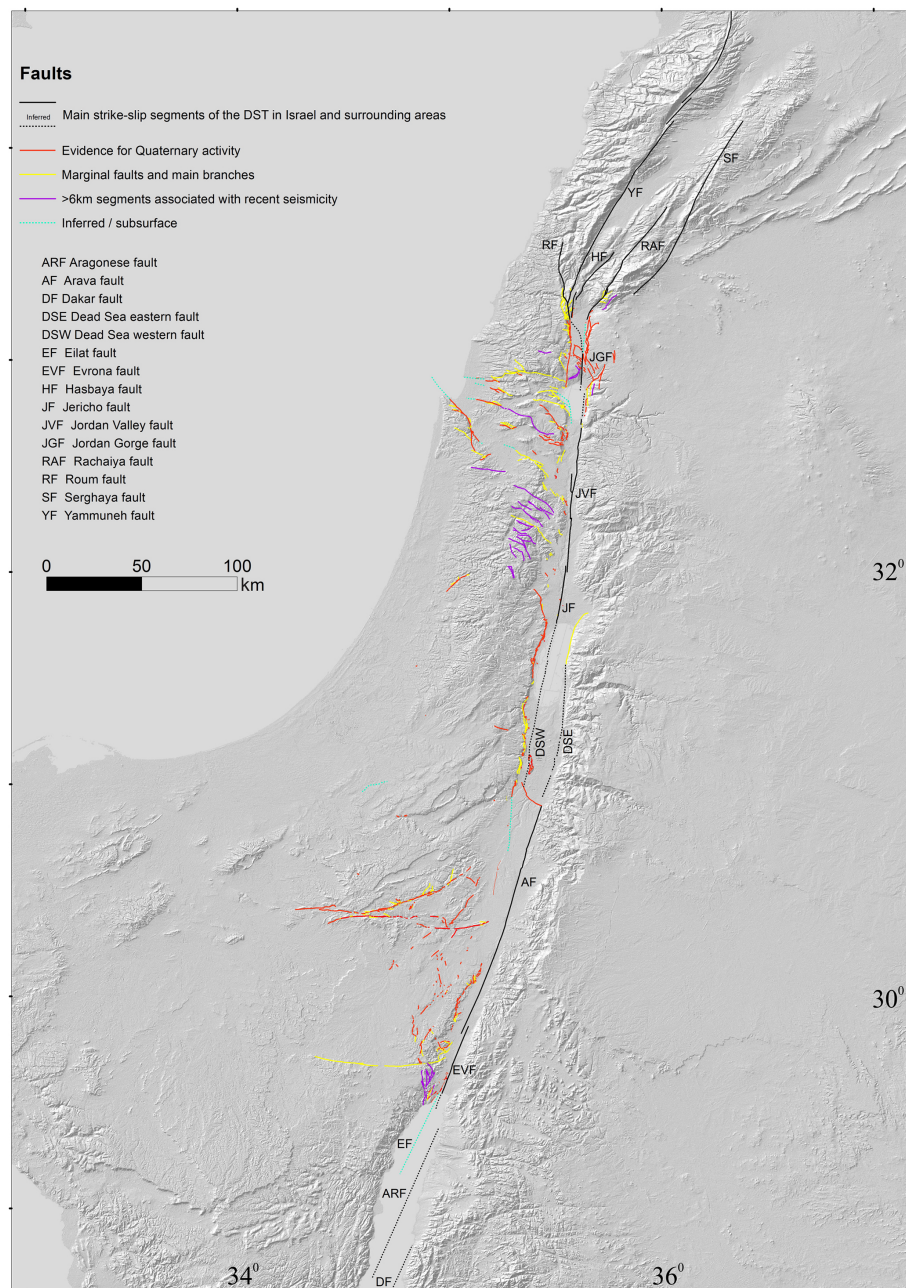 Faults
Inferred
Main strike-slip segments of the DST in Israel and surrounding areas
Evidence for Quaternary activity
Marginal faults and main branches
>6km segments associated with recent seismicity
Inferred / subsurface
ARF Aragonese fault
AF Arava fault
DF Dakar fault
DSE Dead Sea eastern fault
DSW Dead Sea western fault
EF Eilat fault
EVF Evrona fault
HF Hasbaya fault
JF Jericho fault
JVF Jordan Valley fault
JGF Jordan Gorge fault
RAF Rachaiya fault
RF Roum fault
SF Serghaya fault
YF Yammuneh fault
0 50 100
km
SF
YF
RF
HF
RAF
JGF
JVF
32⁰
JF
DSW
DSE
AF
30⁰
EVF
EF
ARF
DF
34⁰
36⁰